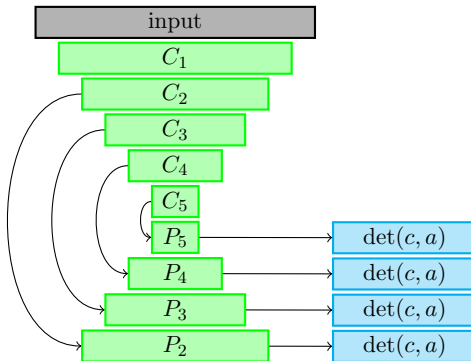 input
C₁
C₂
C₃
C₄
C₅
P₅ det(c, a)
P₄ det(c, a)
P₃ det(c, a)
P₂ det(c, a)